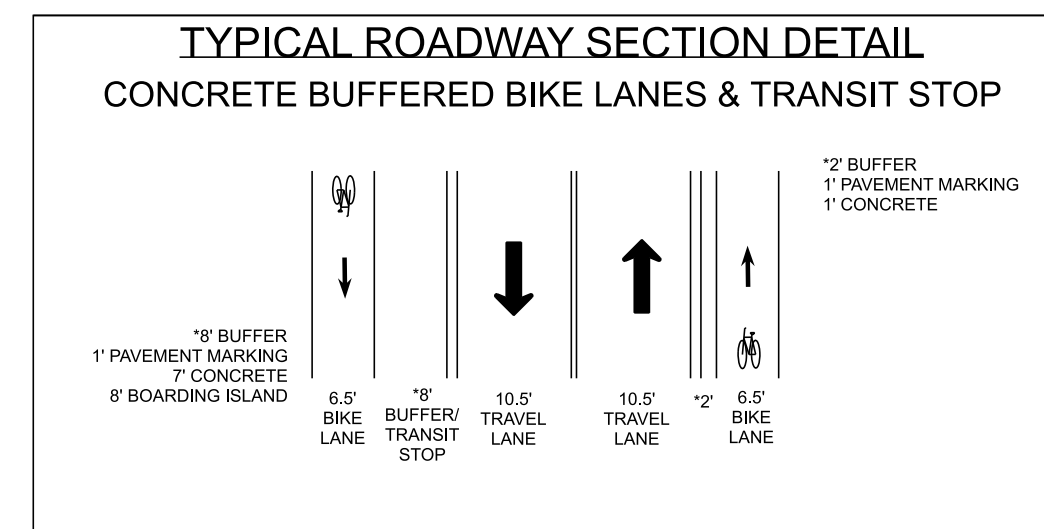 TYPICAL ROADWAY SECTION DETAIL
CONCRETE BUFFERED BIKE LANES & TRANSIT STOP
*2' BUFFER
1' PAVEMENT MARKING
1' CONCRETE
*8' BUFFER
1' PAVEMENT MARKING
7' CONCRETE
8' BOARDING ISLAND
6.5'
BIKE
LANE
*8'
BUFFER/
TRANSIT
STOP
10.5'
TRAVEL
LANE
10.5'
TRAVEL
LANE
*2'
6.5'
BIKE
LANE